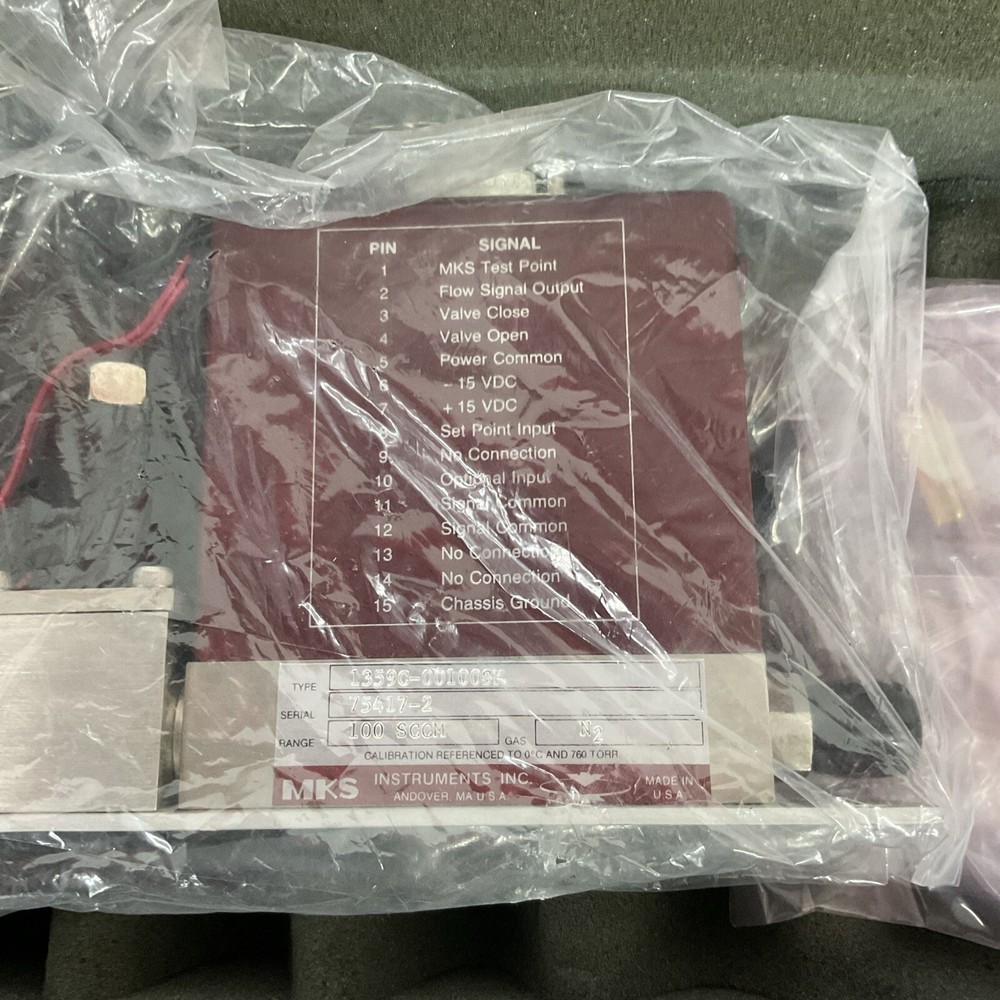 PIN SIGNAL
1 MKS Test Point
2 Flow Signal Output
3 Valve Close
4 Valve Open
5 Power Common
6 - 15 VDC
7 + 15 VDC
8 Set Point Input
9 No Connection
10 Optional Input
11 Signal Common
12 Signal Common
13 No Connection
14 No Connection
15 Chassis Ground
TYPE
SERIAL 75417-2
RANGE 100 SCCM GAS N2
CALIBRATION REFERENCED TO 0°C AND 760 TORR
MKS INSTRUMENTS INC.
ANDOVER, MA U S A
MADE IN
U.S.A.